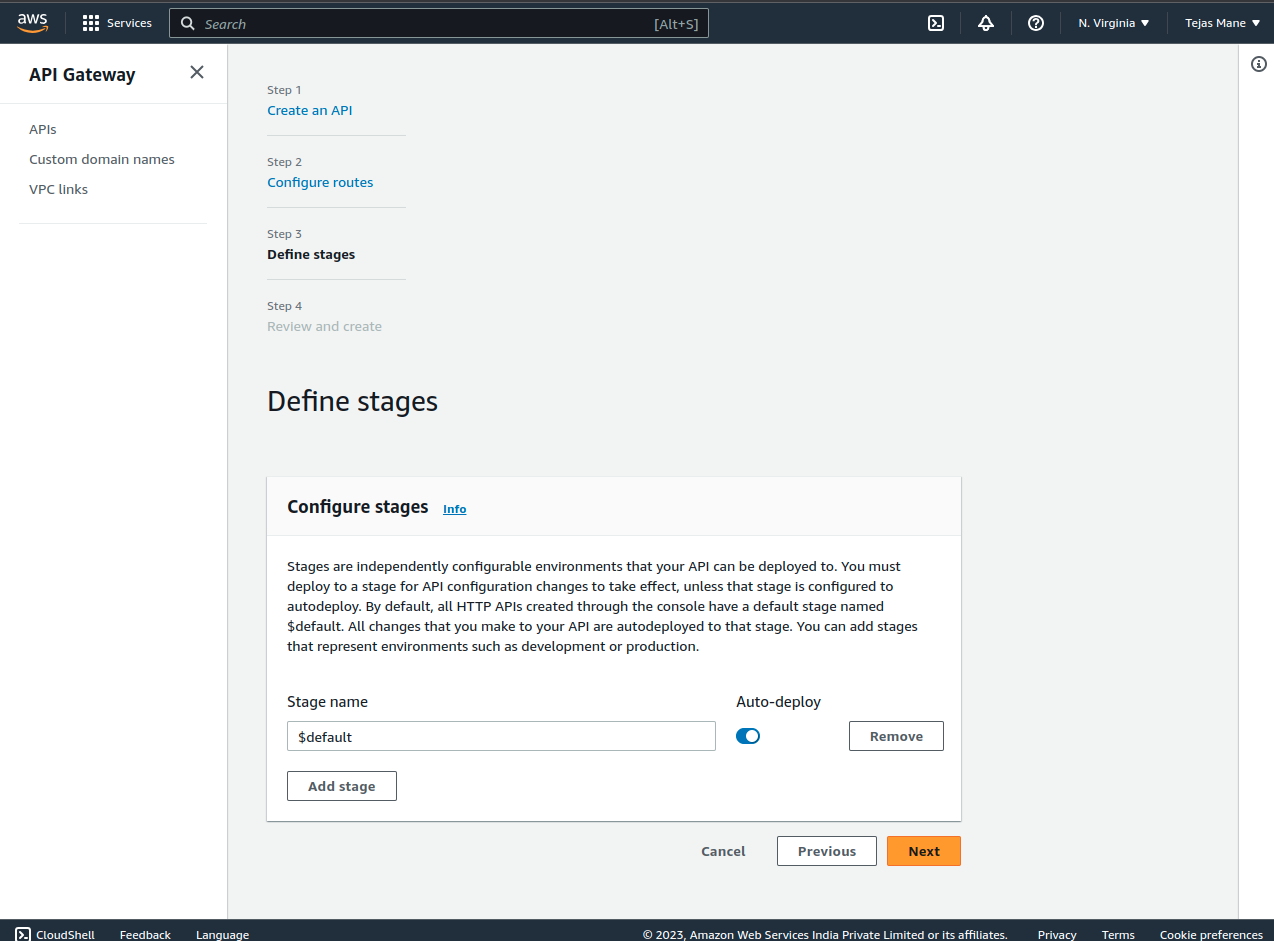 aws Services Search [Alt+S] N. Virginia Tejas Mane
API Gateway
APIs
Custom domain names
VPC links
Step 1
Create an API
Step 2
Configure routes
Step 3
Define stages
Step 4
Review and create
Define stages
Configure stages Info
Stages are independently configurable environments that your API can be deployed to. You must
deploy to a stage for API configuration changes to take effect, unless that stage is configured to
autodeploy. By default, all HTTP APIs created through the console have a default stage named
$default. All changes that you make to your API are autodeployed to that stage. You can add stages
that represent environments such as development or production.
Stage name Auto-deploy
$default Remove
Add stage
Cancel Previous Next
CloudShell Feedback Language © 2023, Amazon Web Services India Private Limited or its affiliates. Privacy Terms Cookie preferences